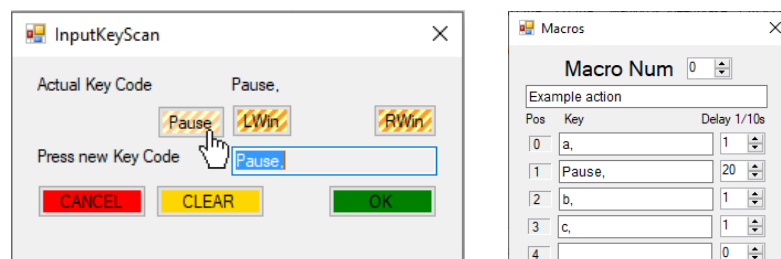 InputKeyScan
Actual Key Code Pause,
Pause LWin RWin
Press new Key Code Pause,
CANCEL CLEAR OK
Macros
Macro Num 0
Example action
Pos Key Delay 1/10s
0 a, 1
1 Pause, 20
2 b, 1
3 c, 1
4 0